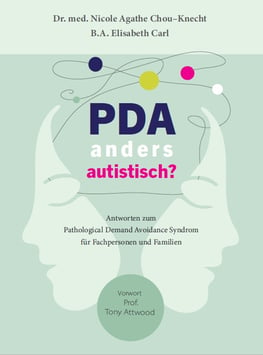 Dr. med. Nicole Agathe Chou–Knecht
B.A. Elisabeth Carl
PDA
anders
autistisch?
Antworten zum
Pathological Demand Avoidance Syndrom
für Fachpersonen und Familien
Vorwort
Prof.
Tony Attwood